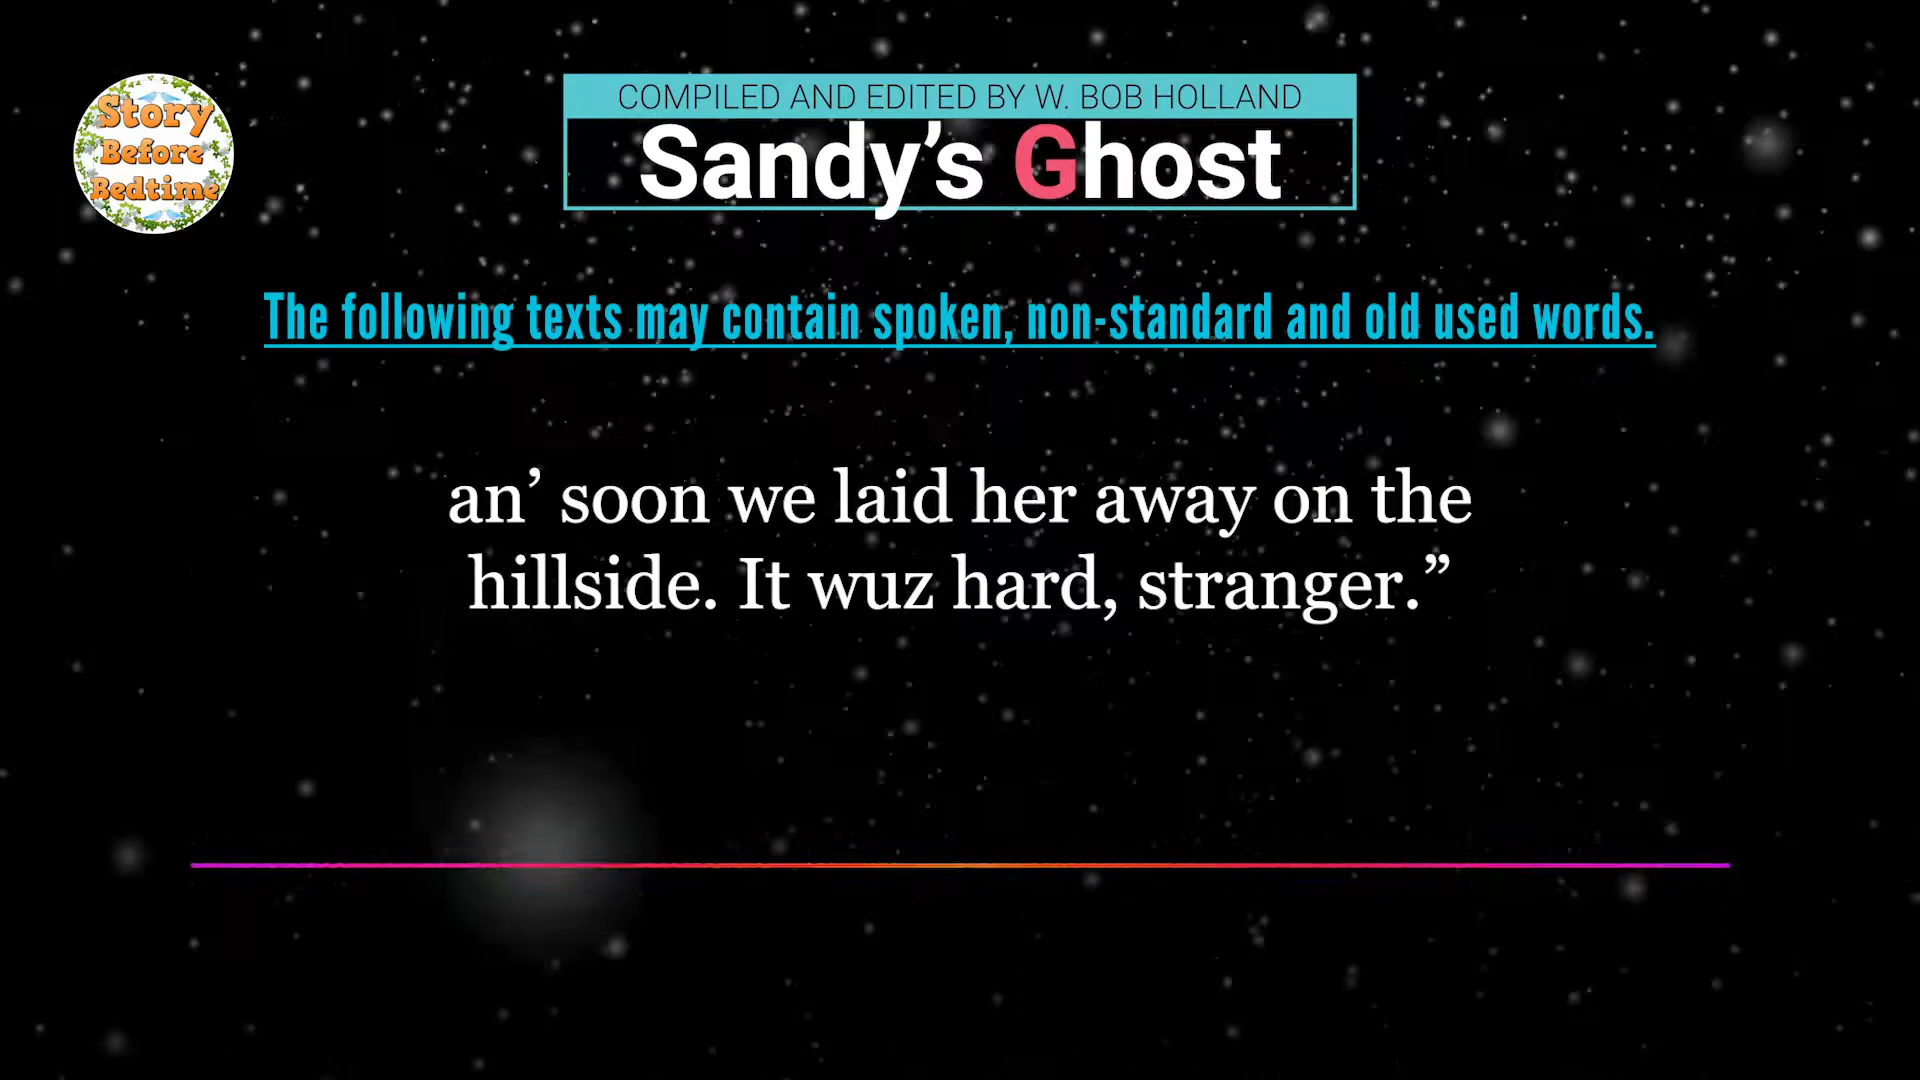 Story
Before
Bedtime
COMPILED AND EDITED BY W. BOB HOLLAND
Sandy’s Ghost
The following texts may contain spoken, non-standard and old used words.
an’ soon we laid her away on the
hillside. It wuz hard, stranger.”